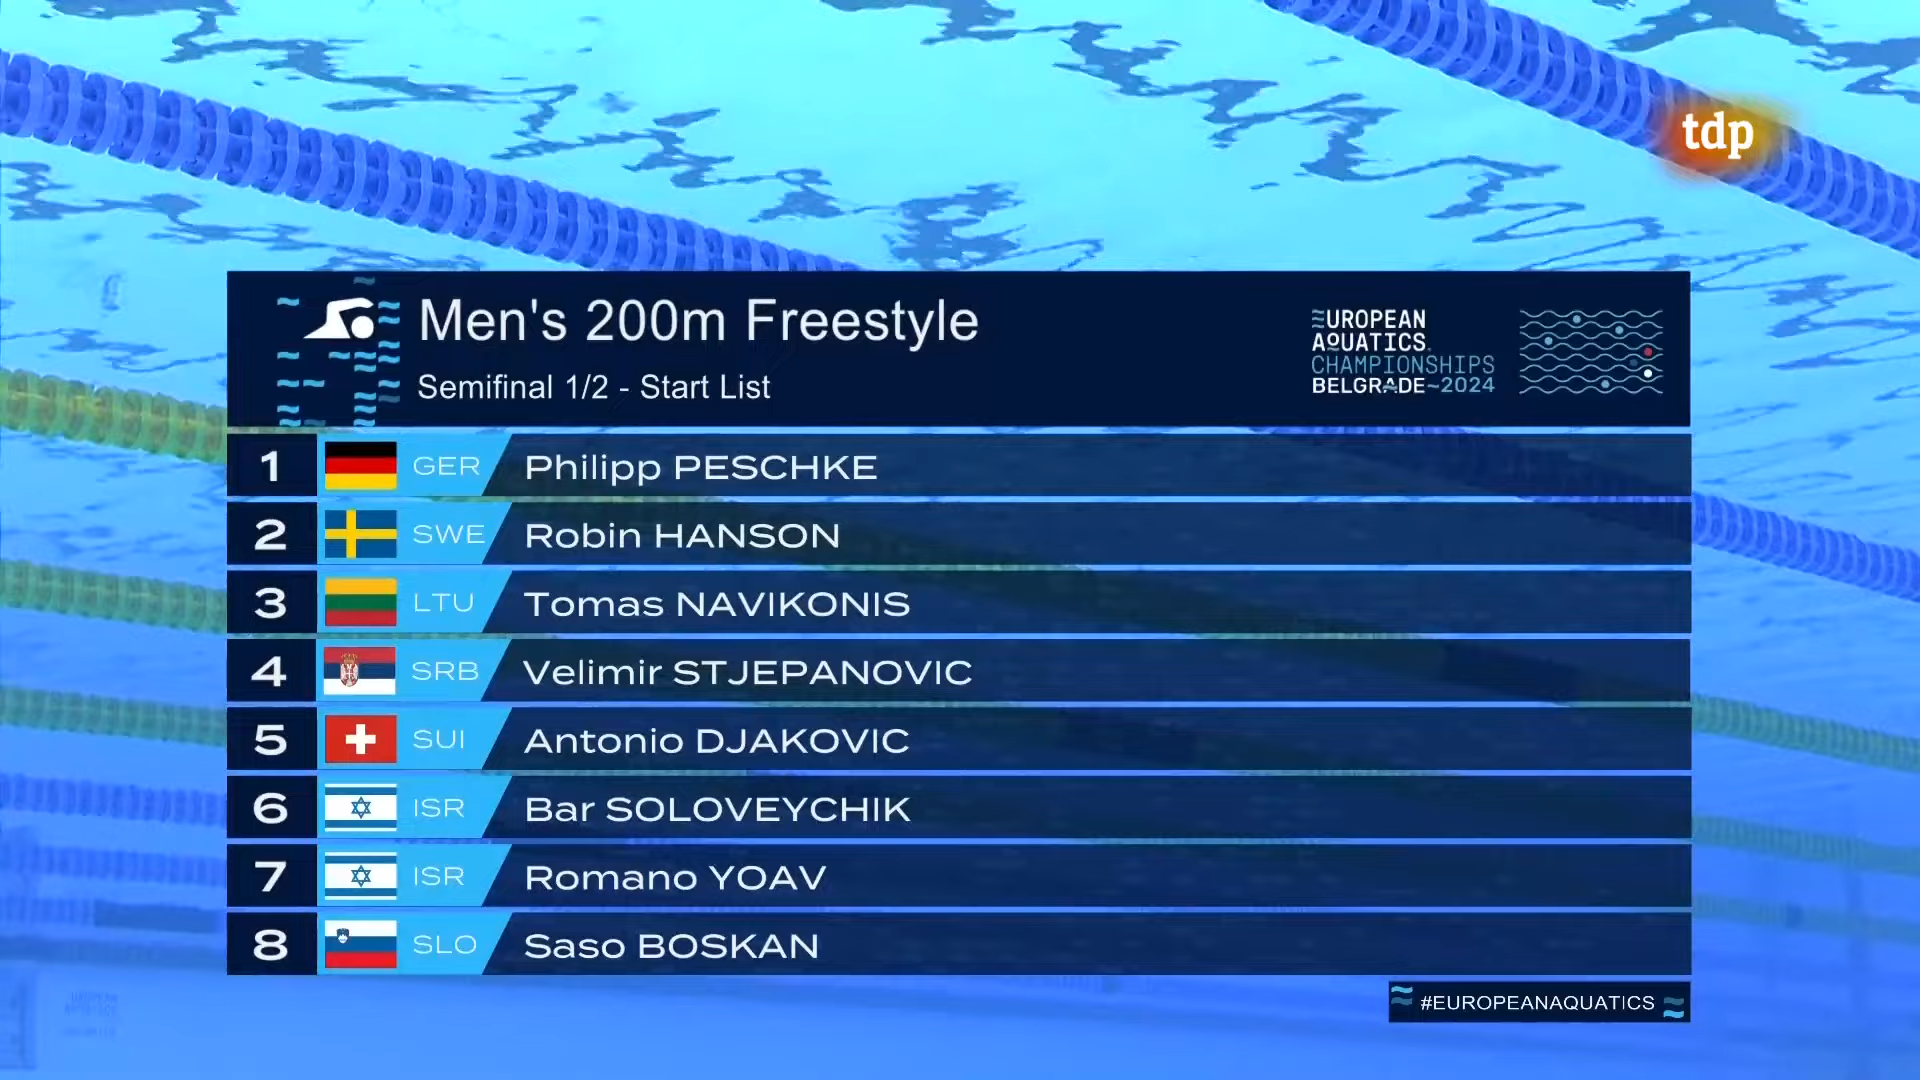 tdp
Men's 200m Freestyle
Semifinal 1/2 - Start List
EUROPEAN
AQUATICS
CHAMPIONSHIPS
BELGRADE~2024
1 GER Philipp PESCHKE
2 SWE Robin HANSON
3 LTU Tomas NAVIKONIS
4 SRB Velimir STJEPANOVIC
5 SUI Antonio DJAKOVIC
6 ISR Bar SOLOVEYCHIK
7 ISR Romano YOAV
8 SLO Saso BOSKAN
#EUROPEANAQUATICS